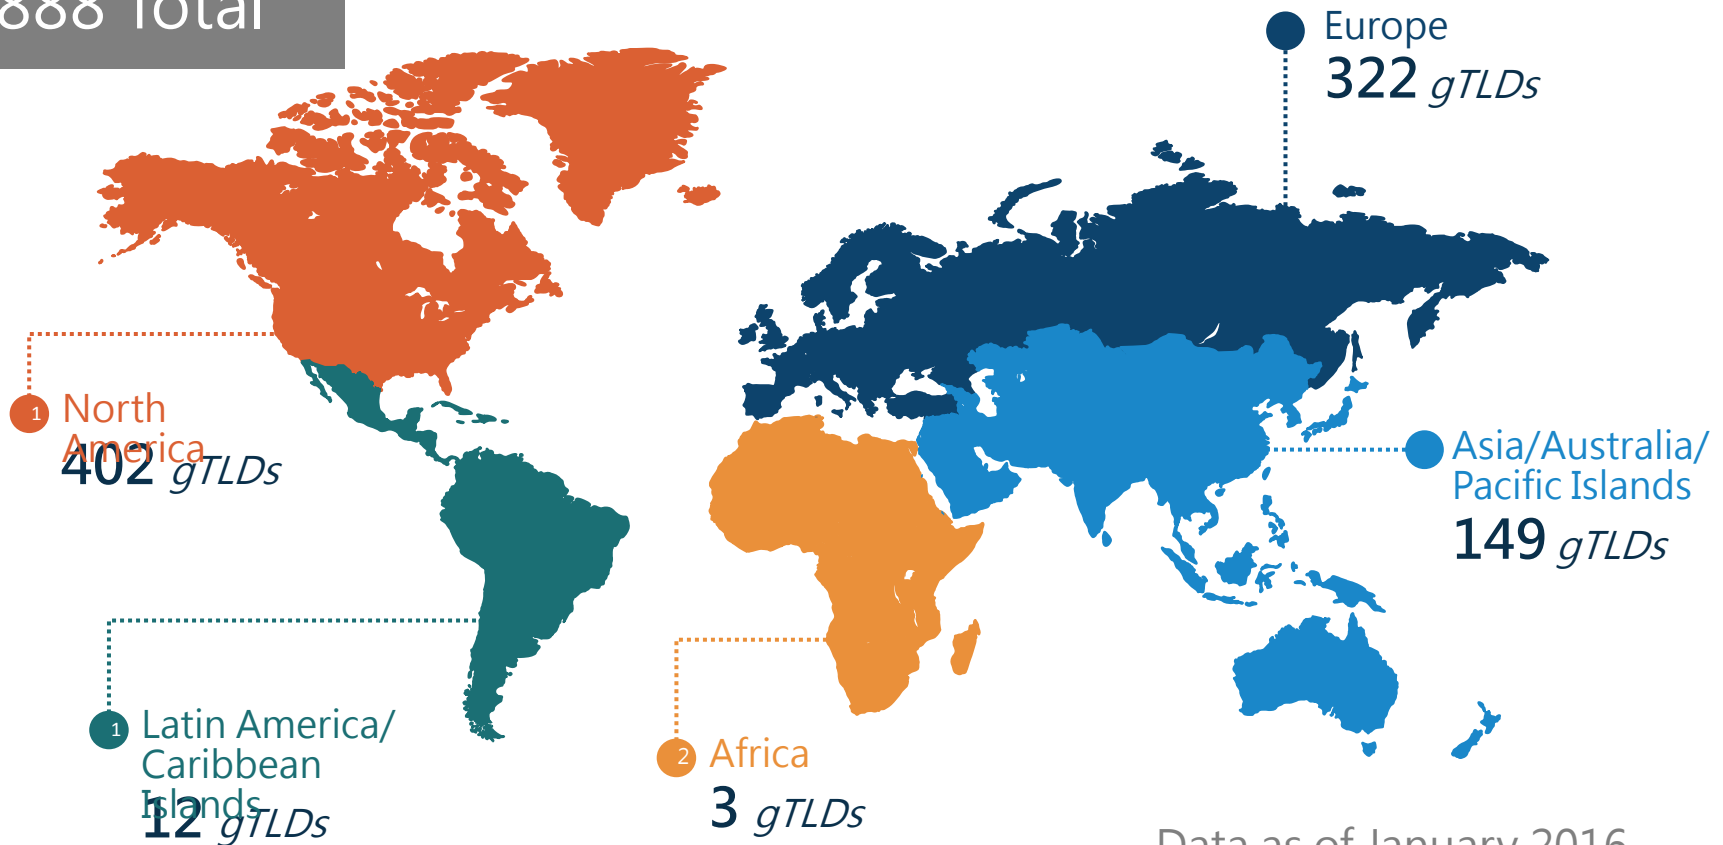 888 Total
Europe
322 gTLDs
1 North
America
402 gTLDs
Asia/Australia/
Pacific Islands
149 gTLDs
1 Latin America/
Caribbean
Islands
12 gTLDs
2 Africa
3 gTLDs
Data as of January 2016